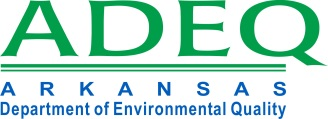 ADEQ
ARKANSAS
Department of Environmental Quality